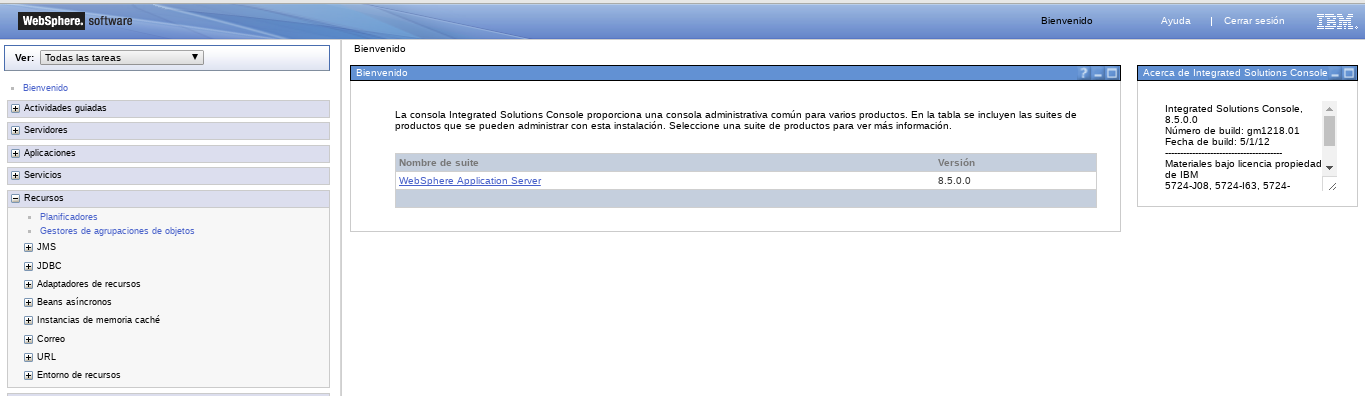 WebSphere. software
Bienvenido Ayuda | Cerrar sesión IBM.
Ver: Todas las tareas
Bienvenido
Actividades guiadas
Servidores
Aplicaciones
Servicios
Recursos
Planificadores
Gestores de agrupaciones de objetos
JMS
JDBC
Adaptadores de recursos
Beans asíncronos
Instancias de memoria caché
Correo
URL
Entorno de recursos
Bienvenido
Bienvenido
La consola Integrated Solutions Console proporciona una consola administrativa común para varios productos. En la tabla se incluyen las suites de
productos que se pueden administrar con esta instalación. Seleccione una suite de productos para ver más información.
Nombre de suite Versión
WebSphere Application Server 8.5.0.0
Acerca de Integrated Solutions Console
Integrated Solutions Console,
8.5.0.0
Número de build: gm1218.01
Fecha de build: 5/1/12
----------------------------------------
Materiales bajo licencia propiedad
de IBM
5724-J08, 5724-I63, 5724-